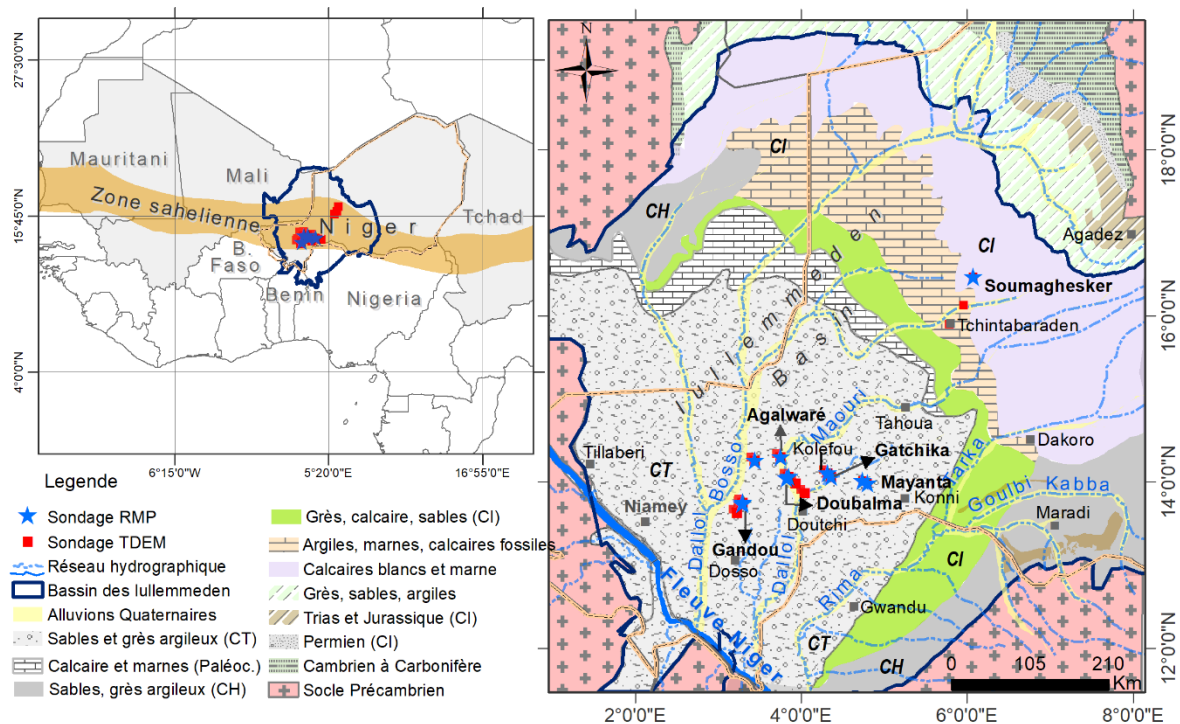 27°30'0"N
15°45'0"N
4°0'0"N
6°15'0"W
5°20'0"E
16°55'0"E
Mauritani
Mali
Zone sahelienne
Niger
Tchad
B.
Faso
Benin
Nigeria
Legende
Sondage RMP
Sondage TDEM
Réseau hydrographique
Bassin des Iullemmeden
Alluvions Quaternaires
Sables et grès argileux (CT)
Calcaire et marnes (Paléoc.)
Sables, grès argileux (CH)
Grès, calcaire, sables (CI)
Argiles, marnes, calcaires fossiles
Calcaires blancs et marne
Grès, sables, argiles
Trias et Jurassique (CI)
Permien (CI)
Cambrien à Carbonifère
Socle Précambrien
N
CI
CH
CI
Agadez
Soumaghesker
Tchintabaraden
Iullemmeden
Basin
Agalwaré
Maouri
Tahoua
Kolefou
Gatchika
Tarka
Dakoro
Tillaberi
CT
Bosso
Mayanta
Konni
Goulbi Kabba
Niamey
Doubalma
Doutchi
Maradi
Gandou
Dallol
Dallol
Dosso
CI
Rima
Gwandu
Fleuve Niger
CT
CH
0 105 210
Km
18°0'0"N
16°0'0"N
14°0'0"N
12°0'0"N
2°0'0"E
4°0'0"E
6°0'0"E
8°0'0"E